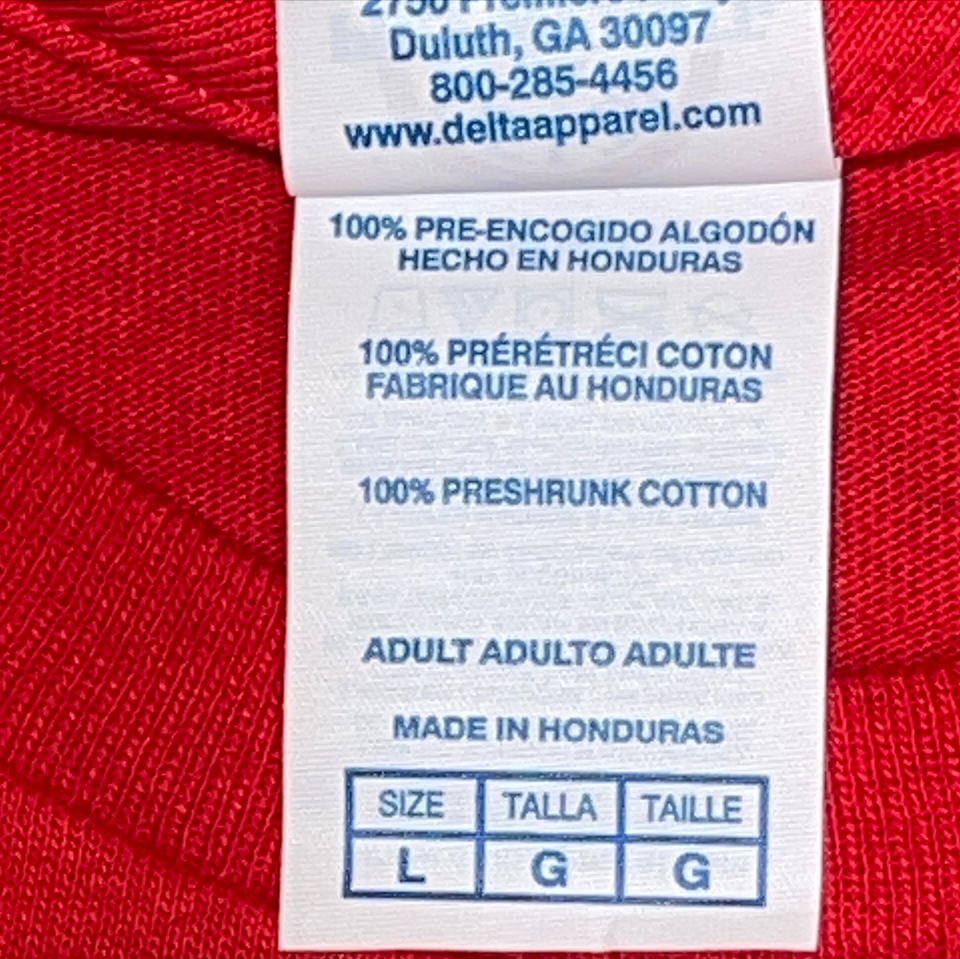 Duluth, GA 30097
800-285-4456
www.deltaapparel.com
100% PRE-ENCOGIDO ALGODÓN
HECHO EN HONDURAS
100% PRÉRÉTRÉCI COTON
FABRIQUE AU HONDURAS
100% PRESHRUNK COTTON
ADULT ADULTO ADULTE
MADE IN HONDURAS
SIZE TALLA TAILLE
L G G